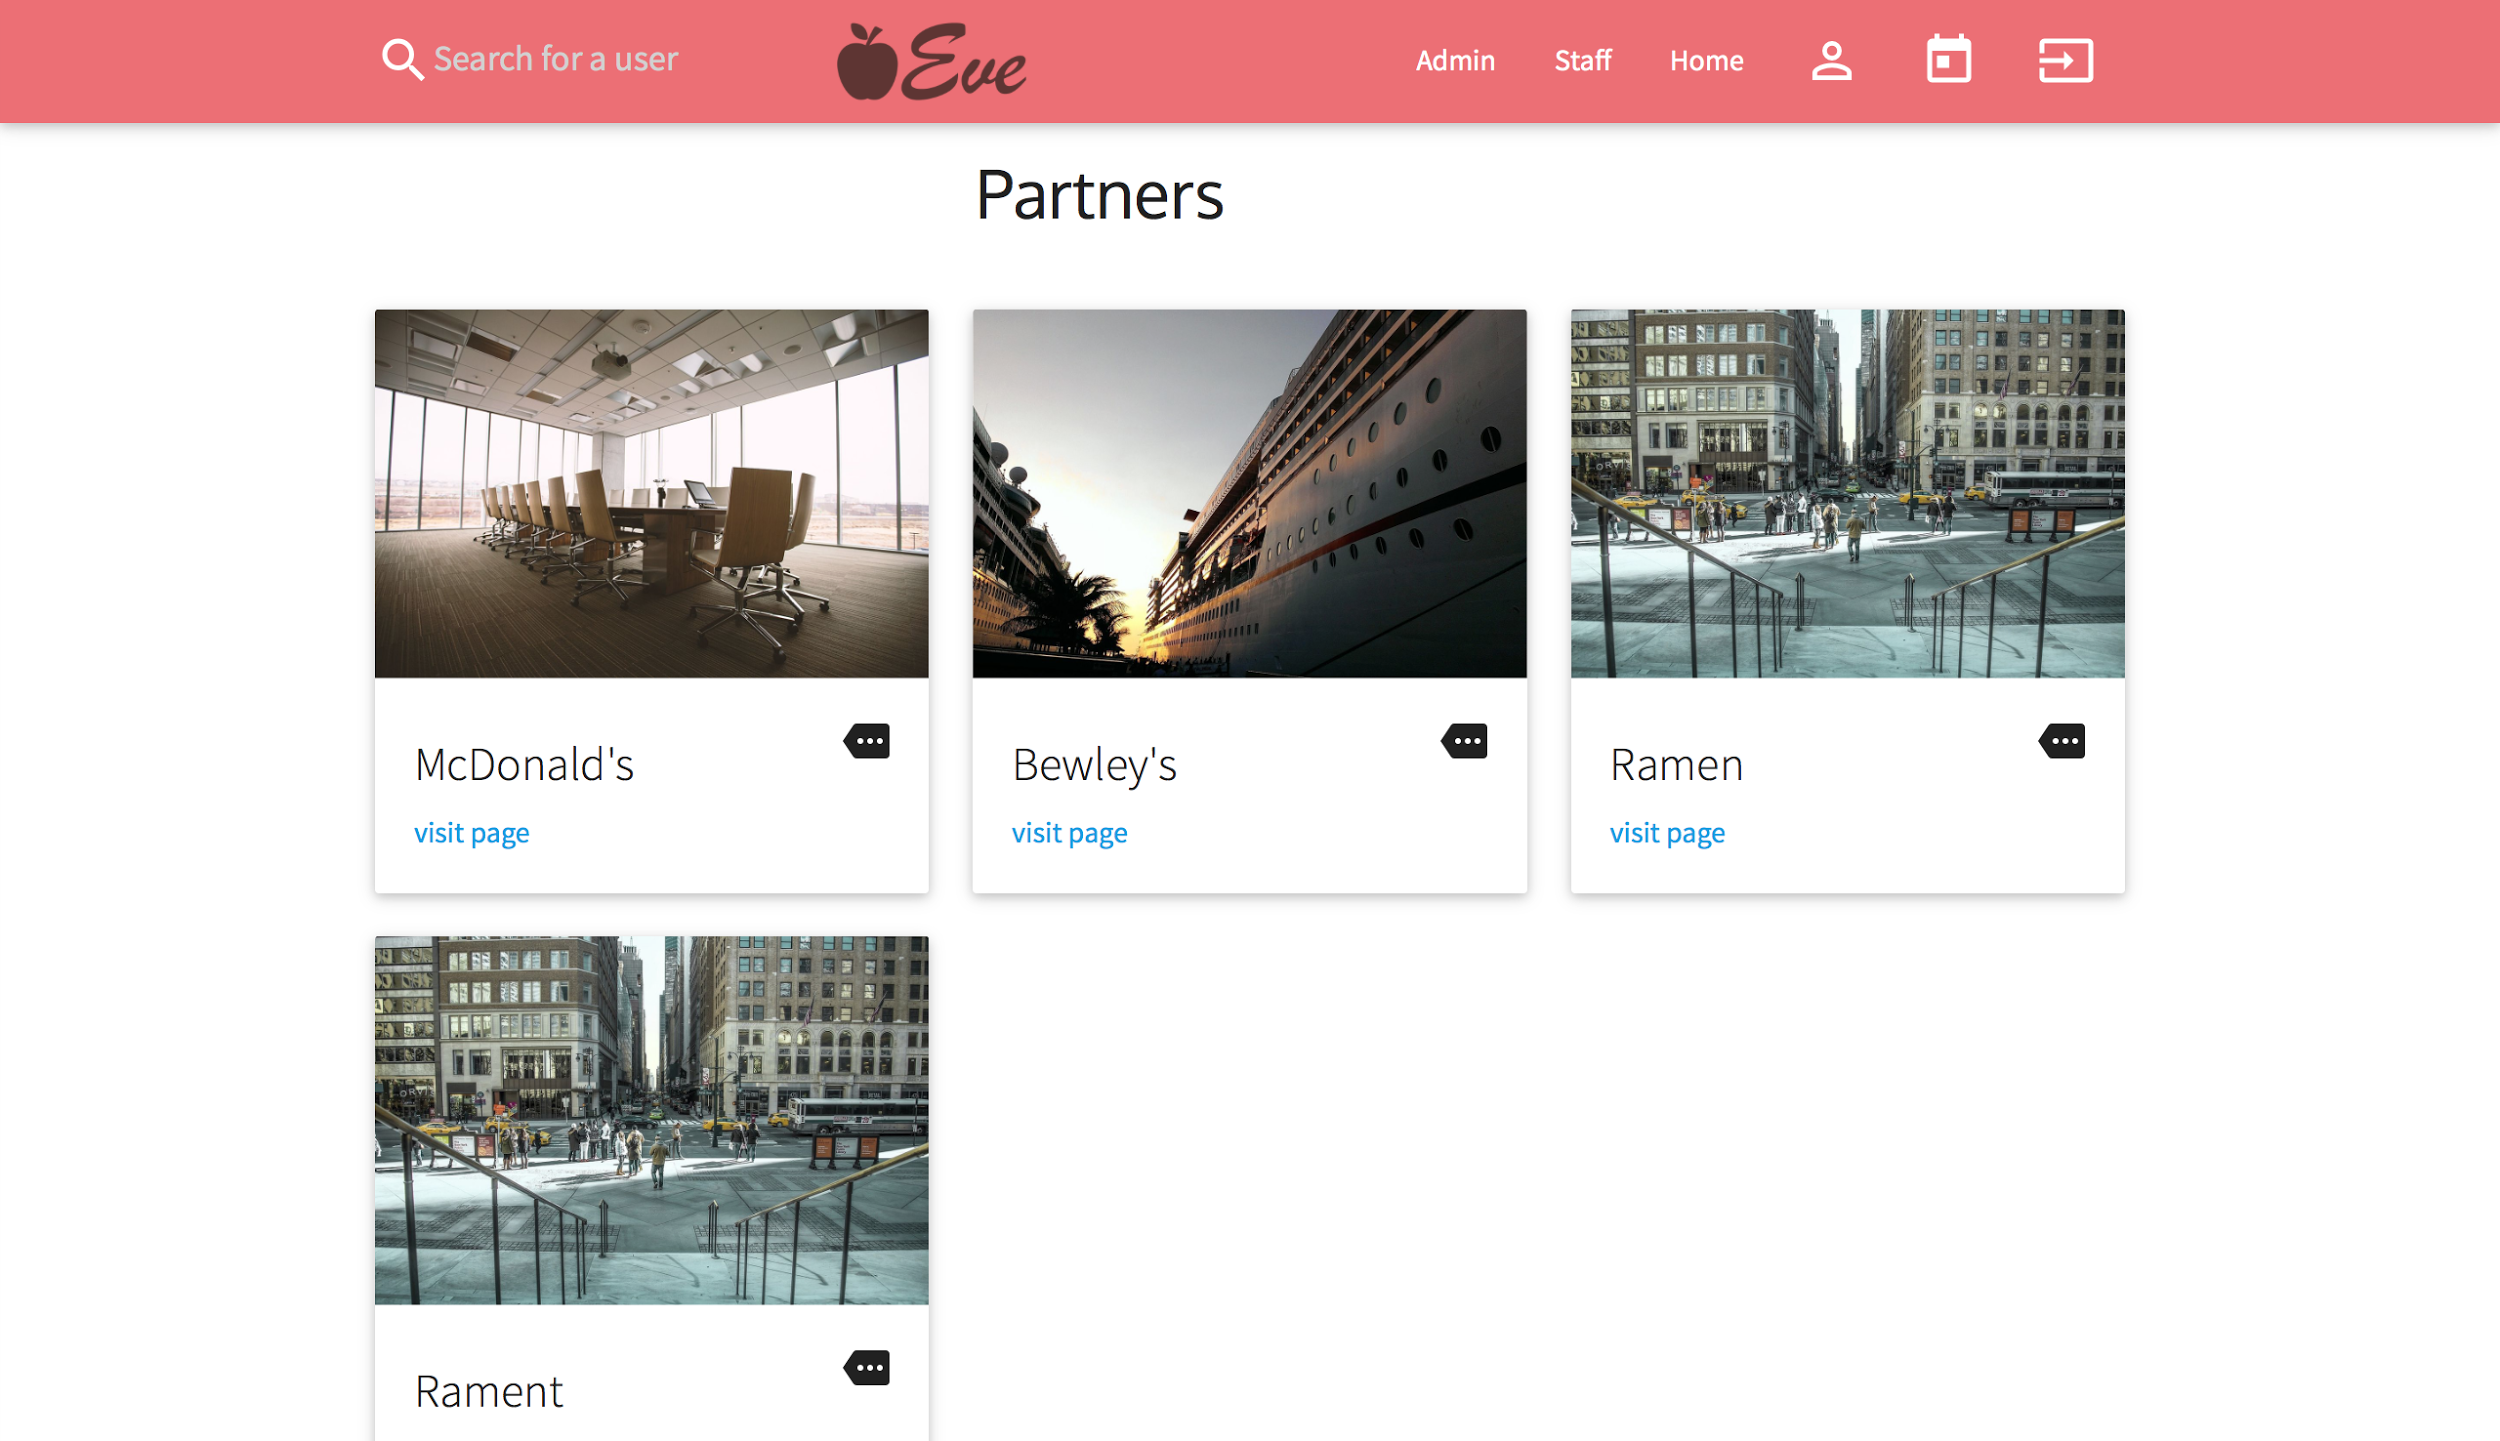 Search for a user
Eve
Admin
Staff
Home
Partners
McDonald's
visit page
Bewley's
visit page
Ramen
visit page
Rament